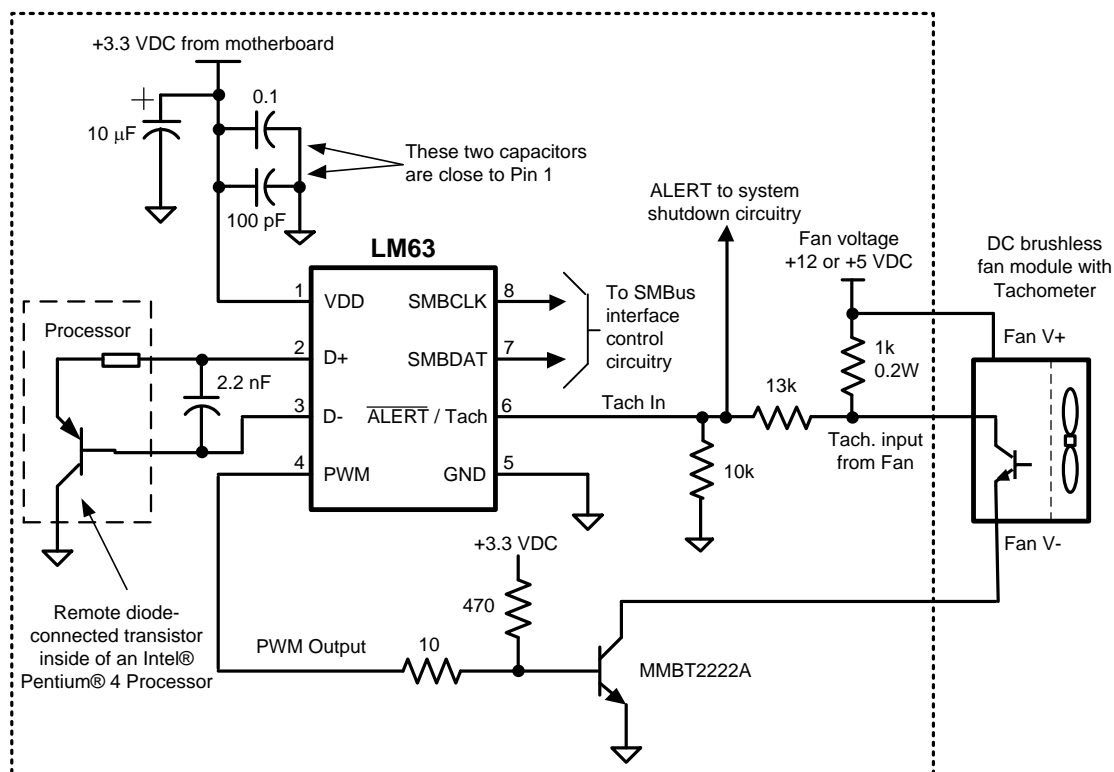 +3.3 VDC from motherboard
0.1
10 μF
These two capacitors
are close to Pin 1
100 pF
ALERT to system
shutdown circuitry
Fan voltage
+12 or +5 VDC
DC brushless
fan module with
Tachometer
LM63
1
VDD
SMBCLK
8
To SMBus
interface
control
circuitry
Processor
2
D+
SMBDAT
7
2.2 nF
3
D-
ALERT / Tach
6
Tach In
13k
1k
0.2W
Fan V+
4
PWM
GND
5
10k
Tach. input
from Fan
Fan V-
+3.3 VDC
470
Remote diode-
connected transistor
inside of an Intel®
Pentium® 4 Processor
PWM Output
10
MMBT2222A